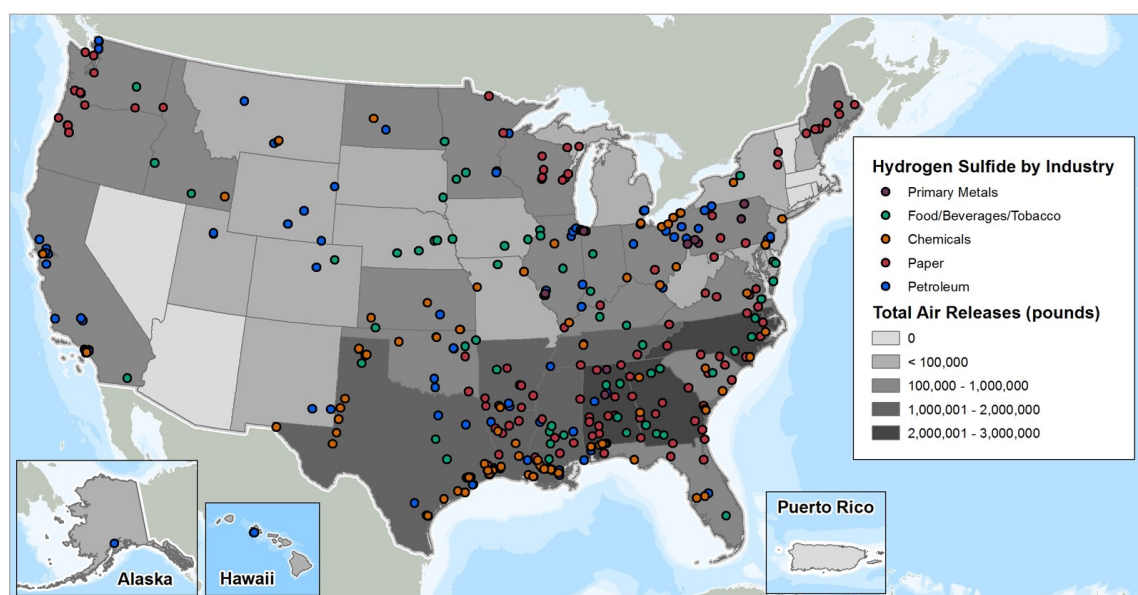 Hydrogen Sulfide by Industry
Primary Metals
Food/Beverages/Tobacco
Chemicals
Paper
Petroleum
Total Air Releases (pounds)
0
< 100,000
100,000 - 1,000,000
1,000,001 - 2,000,000
2,000,001 - 3,000,000
Alaska
Hawaii
Puerto Rico